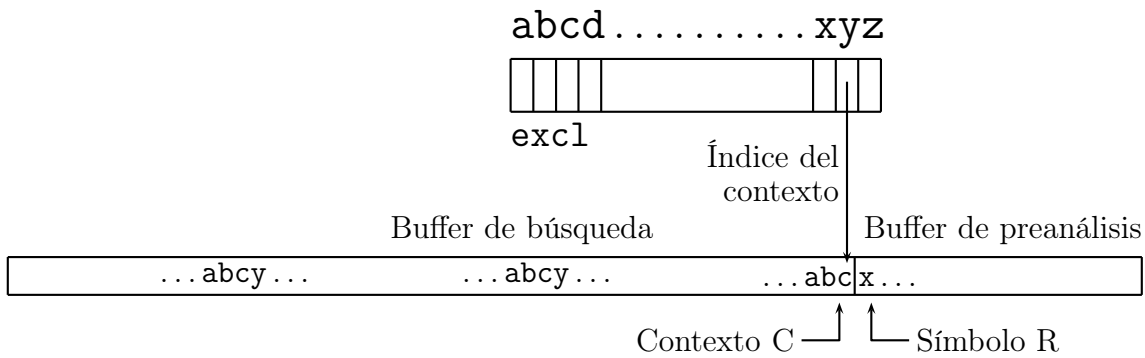 abcd..........xyz
excl
Índice del
contexto
Buffer de búsqueda
Buffer de preanálisis
...abcy...
...abcy...
...abc
x...
Contexto C
Símbolo R